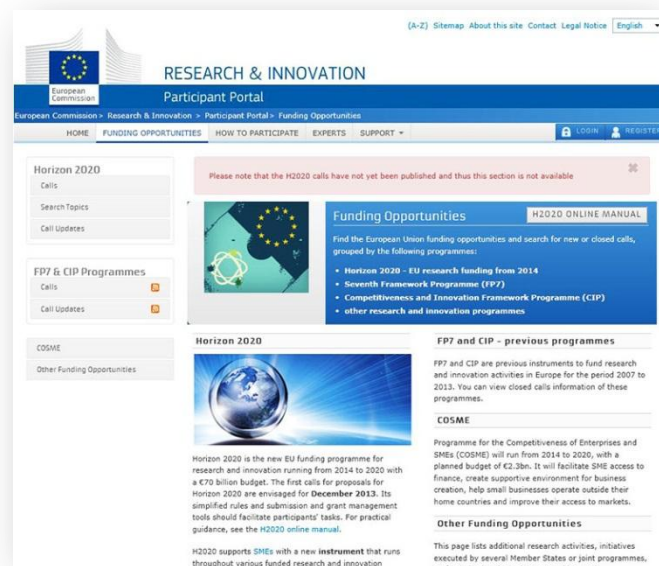 (A-Z) Sitemap About this site Contact Legal Notice English
European
Commission
RESEARCH & INNOVATION
Participant Portal
European Commission > Research & Innovation > Participant Portal > Funding Opportunities
HOME FUNDING OPPORTUNITIES HOW TO PARTICIPATE EXPERTS SUPPORT
LOGIN REGISTER
Horizon 2020
Calls
Search Topics
Call Updates
FP7 & CIP Programmes
Calls
Call Updates
COSME
Other Funding Opportunities
Please note that the H2020 calls have not yet been published and thus this section is not available
Funding Opportunities
H2020 ONLINE MANUAL
Find the European Union funding opportunities and search for new or closed calls,
grouped by the following programmes:
• Horizon 2020 - EU research funding from 2014
• Seventh Framework Programme (FP7)
• Competitiveness and Innovation Framework Programme (CIP)
• other research and innovation programmes
Horizon 2020
Horizon 2020 is the new EU funding programme for
research and innovation running from 2014 to 2020 with
a €70 billion budget. The first calls for proposals for
Horizon 2020 are envisaged for December 2013. Its
simplified rules and submission and grant management
tools should facilitate participants' tasks. For practical
guidance, see the H2020 online manual.
H2020 supports SMEs with a new instrument that runs
throughout various funded research and innovation
FP7 and CIP - previous programmes
FP7 and CIP are previous instruments to fund research
and innovation activities in Europe for the period 2007 to
2013. You can view closed calls information of these
programmes.
COSME
Programme for the Competitiveness of Enterprises and
SMEs (COSME) will run from 2014 to 2020, with a
planned budget of €2.3bn. It will facilitate SME access to
finance, create supportive environment for business
creation, help small businesses operate outside their
home countries and improve their access to markets.
Other Funding Opportunities
This page lists additional research activities, initiatives
executed by several Member States or joint programmes,